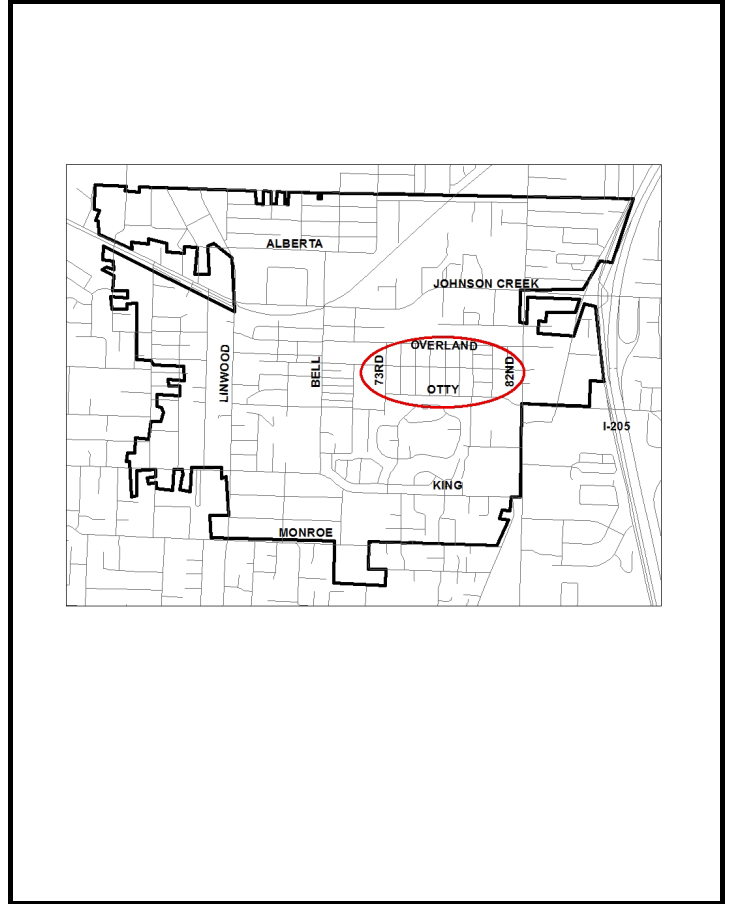 ALBERTA
JOHNSON CREEK
OVERLAND
LINWOOD
BELL
73RD
82ND
OTTY
I-205
KING
MONROE